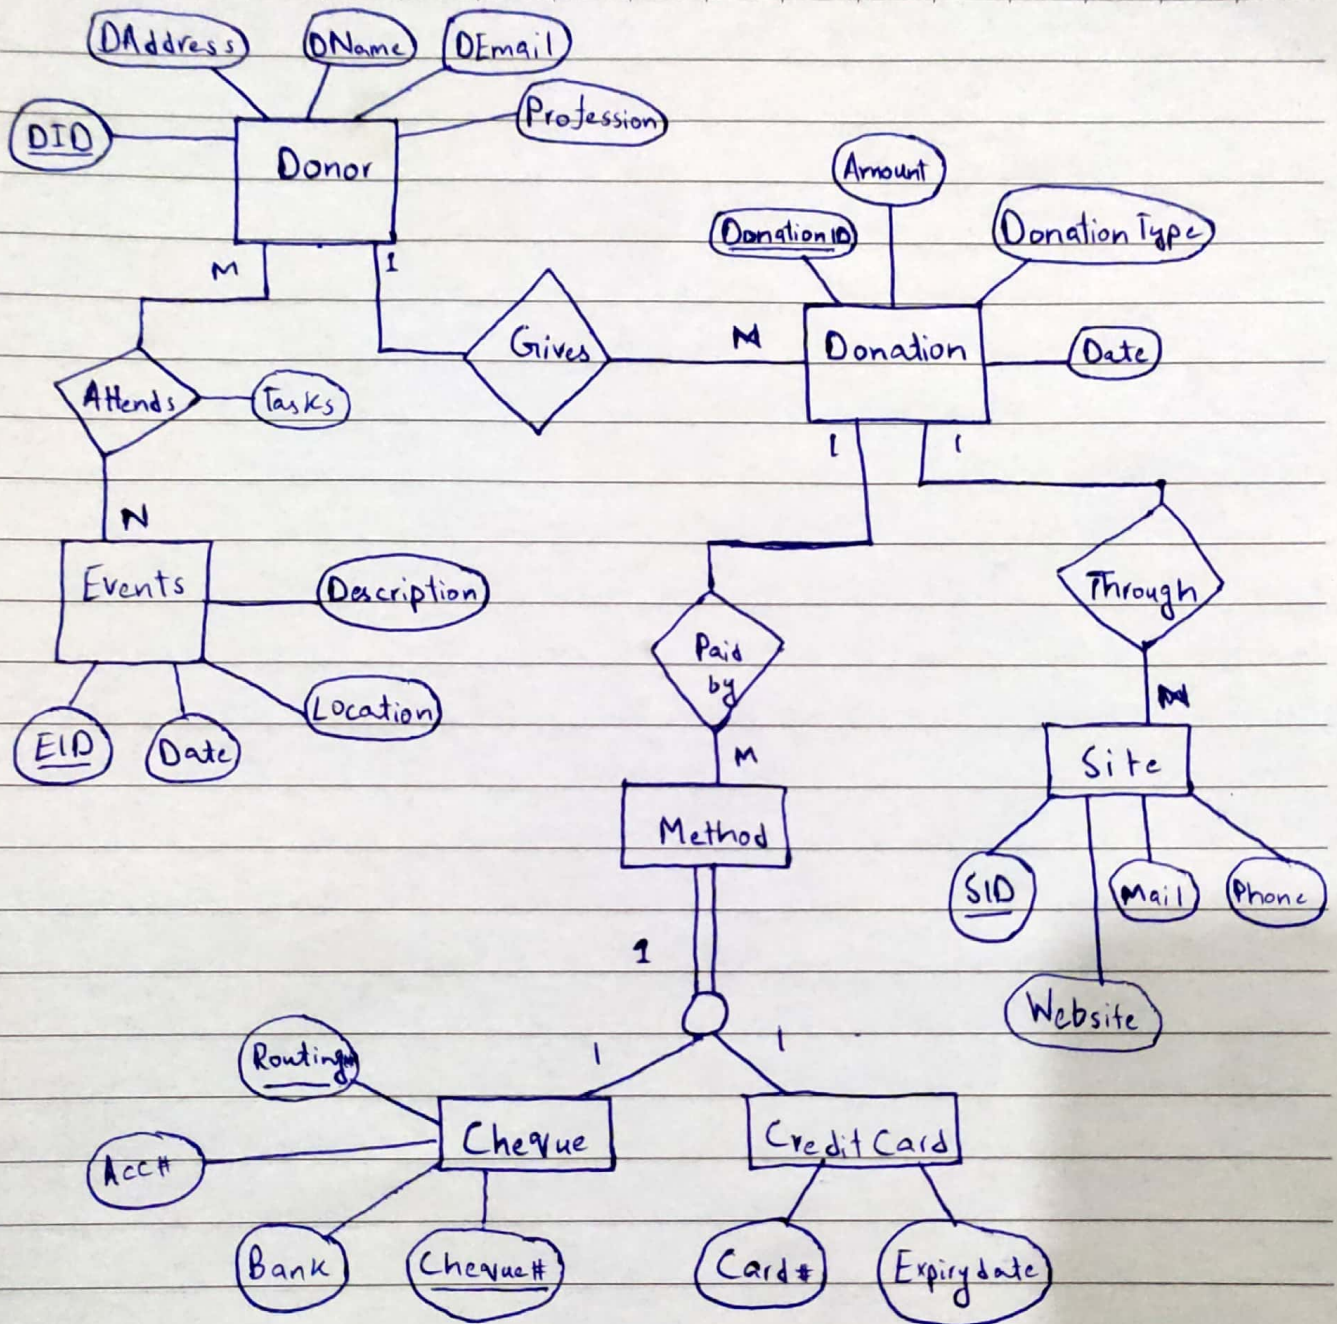 DAddress
DName
DEmail
Profession
DID
Donor
Amount
DonationID
Donation Type
M
1
Gives
N
Donation
Date
Attends
Tasks
1
1
N
Events
Description
Through
Paid
by
Location
EID
Date
N
M
Site
Method
SID
Mail
Phone
1
Website
1
1
Routing
Cheque
Credit Card
Acc#
Bank
Cheque#
Card#
Expiry date